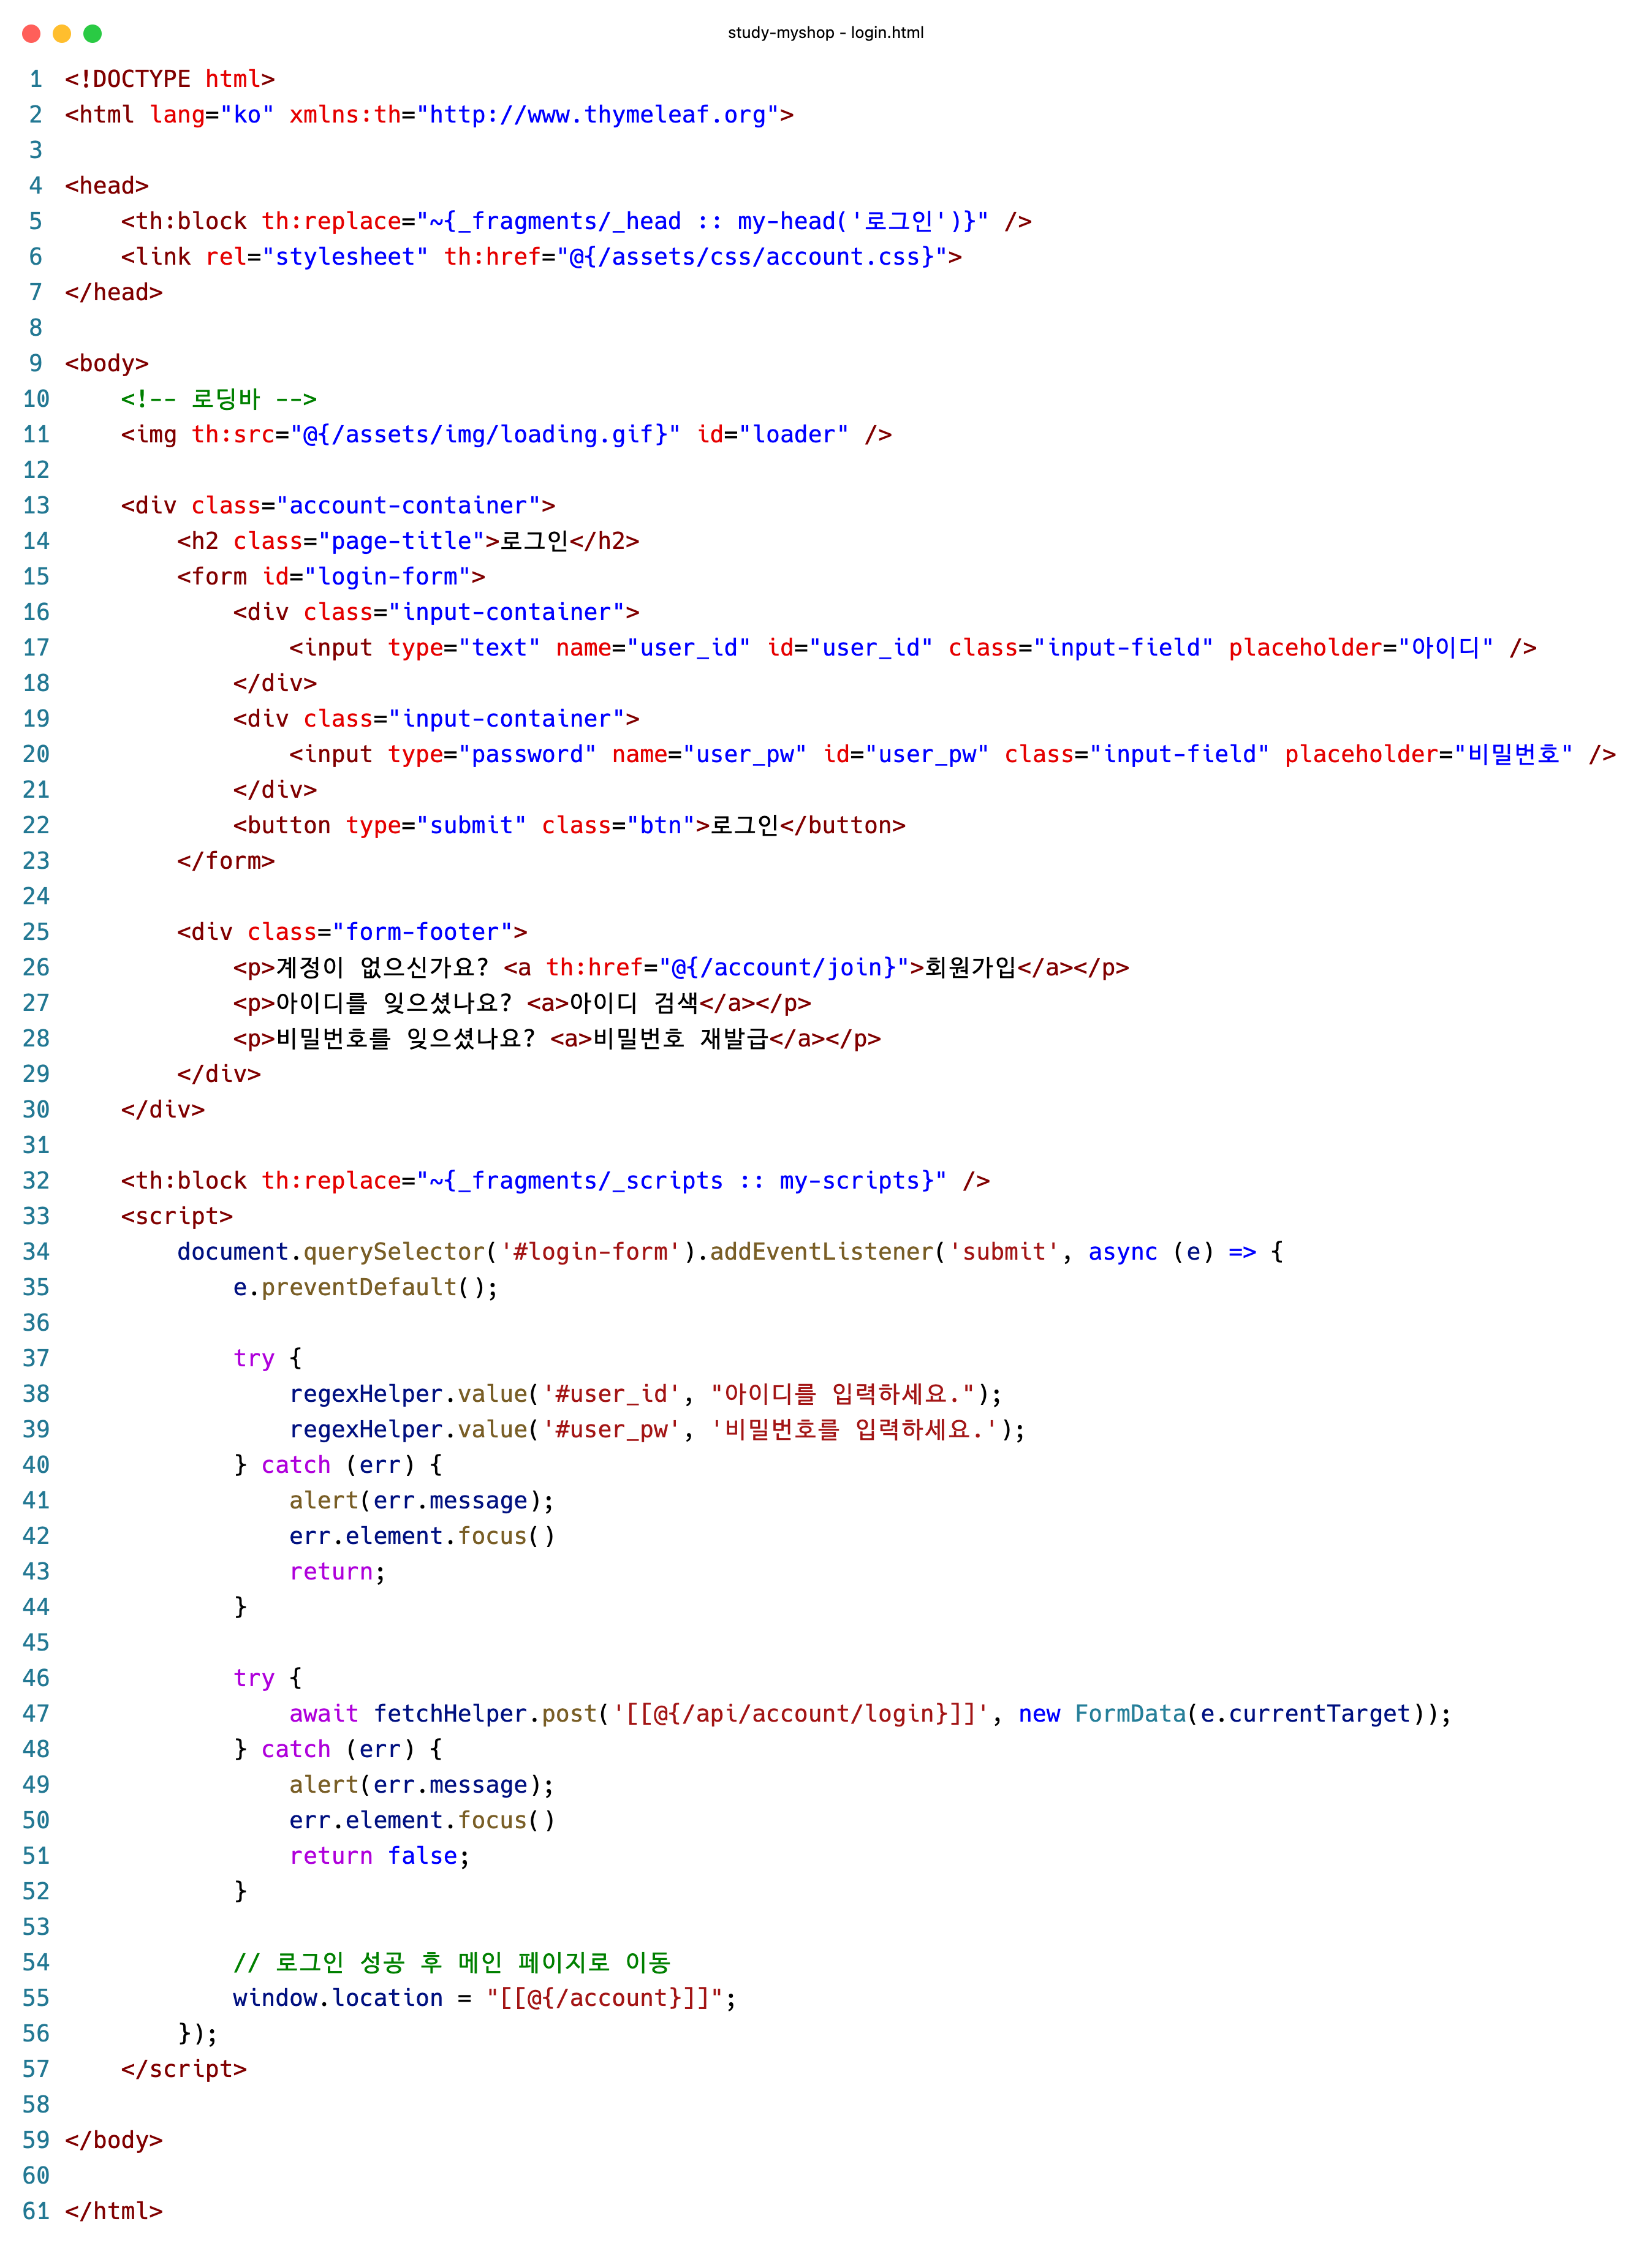 study-myshop - login.html
1 <!DOCTYPE html>
2 <html lang="ko" xmlns:th="http://www.thymeleaf.org">
3
4 <head>
5     <th:block th:replace="~{_fragments/_head :: my-head('로그인')}" />
6     <link rel="stylesheet" th:href="@{/assets/css/account.css}">
7 </head>
8
9 <body>
10     <!-- 로딩바 -->
11     <img th:src="@{/assets/img/loading.gif}" id="loader" />
12
13     <div class="account-container">
14         <h2 class="page-title">로그인</h2>
15         <form id="login-form">
16             <div class="input-container">
17                 <input type="text" name="user_id" id="user_id" class="input-field" placeholder="아이디" />
18             </div>
19             <div class="input-container">
20                 <input type="password" name="user_pw" id="user_pw" class="input-field" placeholder="비밀번호" />
21             </div>
22             <button type="submit" class="btn">로그인</button>
23         </form>
24
25         <div class="form-footer">
26             <p>계정이 없으신가요? <a th:href="@{/account/join}">회원가입</a></p>
27             <p>아이디를 잊으셨나요? <a>아이디 검색</a></p>
28             <p>비밀번호를 잊으셨나요? <a>비밀번호 재발급</a></p>
29         </div>
30     </div>
31
32     <th:block th:replace="~{_fragments/_scripts :: my-scripts}" />
33     <script>
34         document.querySelector('#login-form').addEventListener('submit', async (e) => {
35             e.preventDefault();
36
37             try {
38                 regexHelper.value('#user_id', "아이디를 입력하세요.");
39                 regexHelper.value('#user_pw', '비밀번호를 입력하세요.');
40             } catch (err) {
41                 alert(err.message);
42                 err.element.focus()
43                 return;
44             }
45
46             try {
47                 await fetchHelper.post('[[@{/api/account/login}]]', new FormData(e.currentTarget));
48             } catch (err) {
49                 alert(err.message);
50                 err.element.focus()
51                 return false;
52             }
53
54             // 로그인 성공 후 메인 페이지로 이동
55             window.location = "[[@{/account}]]";
56         });
57     </script>
58
59 </body>
60
61 </html>